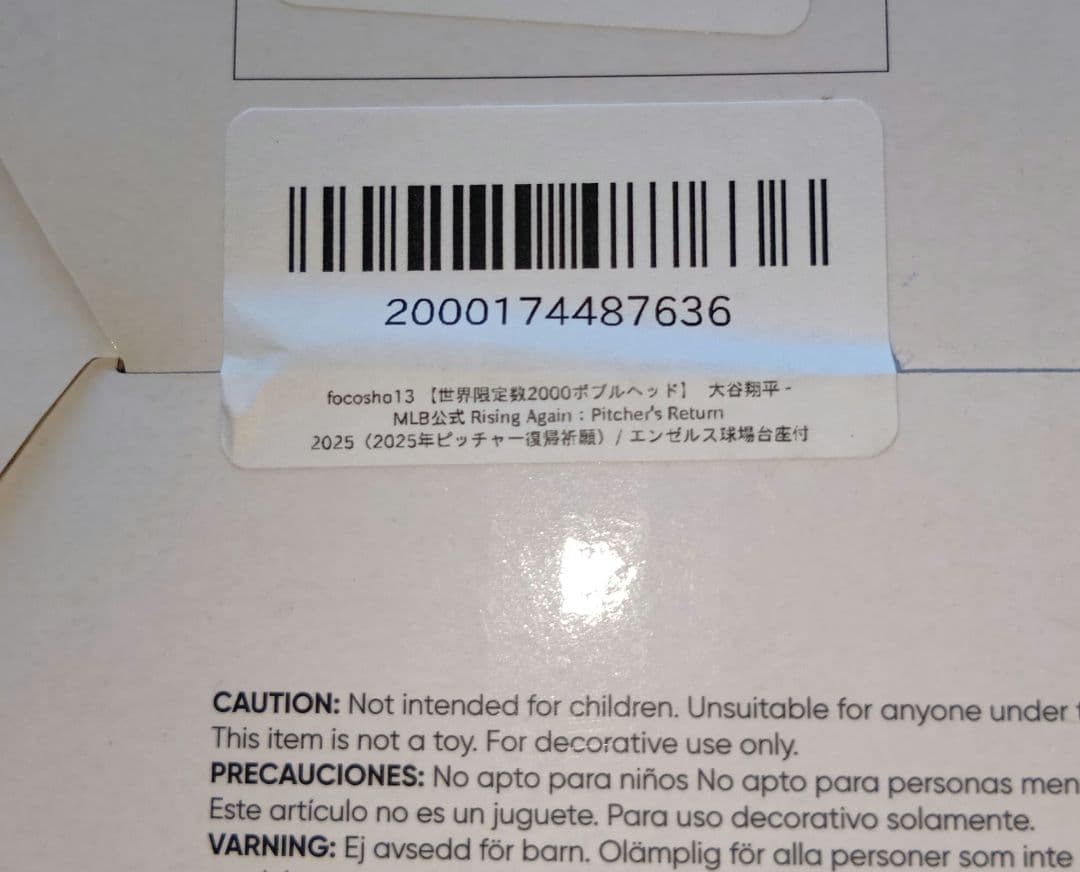 2000174487636
focosho13 【世界限定数2000ボブルヘッド】 大谷翔平 -
MLB公式 Rising Again : Pitcher's Return
2025（2025年ピッチャー復帰祈願）/ エンゼルス球場台座付
CAUTION: Not intended for children. Unsuitable for anyone under
This item is not a toy. For decorative use only.
PRECAUCIONES: No apto para niños No apto para personas men
Este artículo no es un juguete. Para uso decorativo solamente.
VARNING: Ej avsedd för barn. Olämplig för alla personer som inte